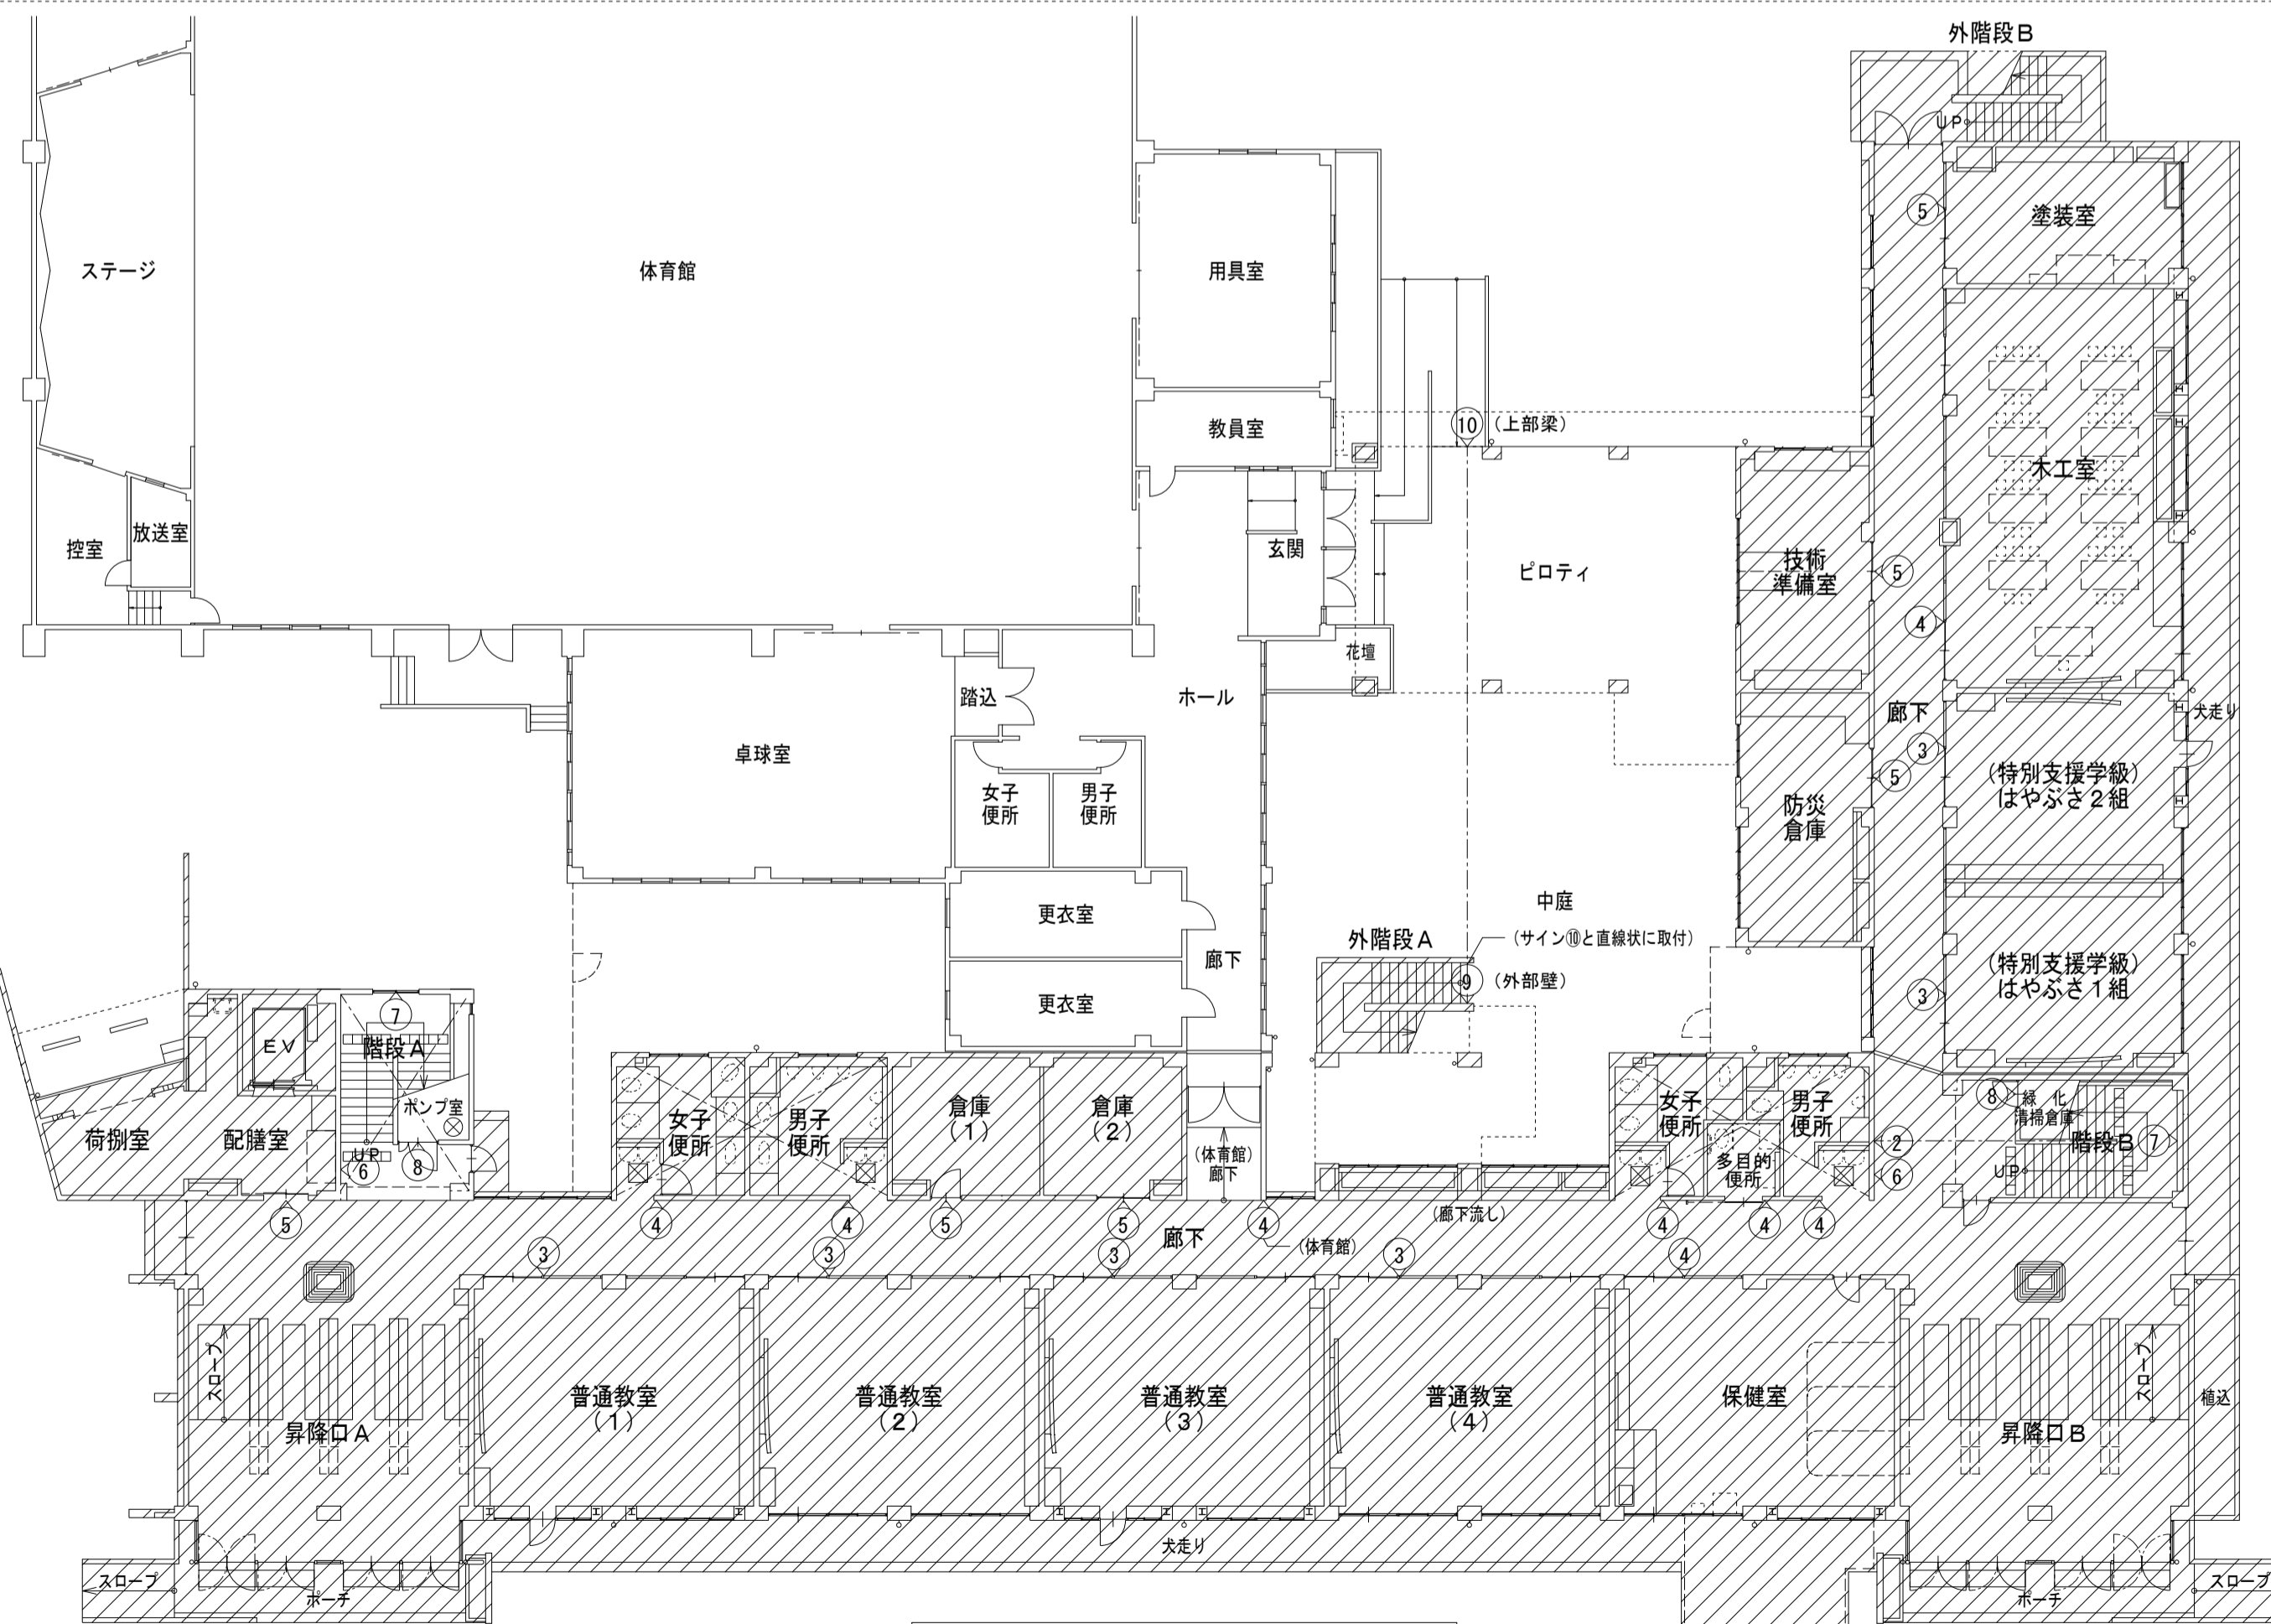 外階段B
UP
⑤
塗装室
ステージ
体育館
用具室
教員室
⑩
(上部梁)
木工室
控室
放送室
玄関
ピロティ
技術
準備室
⑤
④
花壇
踏込
ホール
廊下
犬走り
卓球室
③
⑤
女子
便所
男子
便所
(特別支援学級)
はやぶさ2組
防災
倉庫
更衣室
中庭
外階段A
(サイン⑩と直線状に取付)
廊下
⑨
(外部壁)
(特別支援学級)
はやぶさ1組
③
更衣室
⑦
EV
階段A
ポンプ室
荷捌室
配膳室
UP
⑥
⑧
女子
便所
男子
便所
倉庫
(1)
倉庫
(2)
(体育館)
廊下
女子
便所
多目的
便所
男子
便所
②
⑥
⑧
緑化
清掃倉庫
階段B
⑦
UP
⑤
④
④
⑤
⑤
④
(廊下流し)
④
④
④
③
③
③
廊下
(体育館)
③
④
スロープ
昇降口A
普通教室
(1)
普通教室
(2)
普通教室
(3)
普通教室
(4)
保健室
昇降口B
スロープ
植込
犬走り
スロープ
ポーチ
ポーチ
スロープ